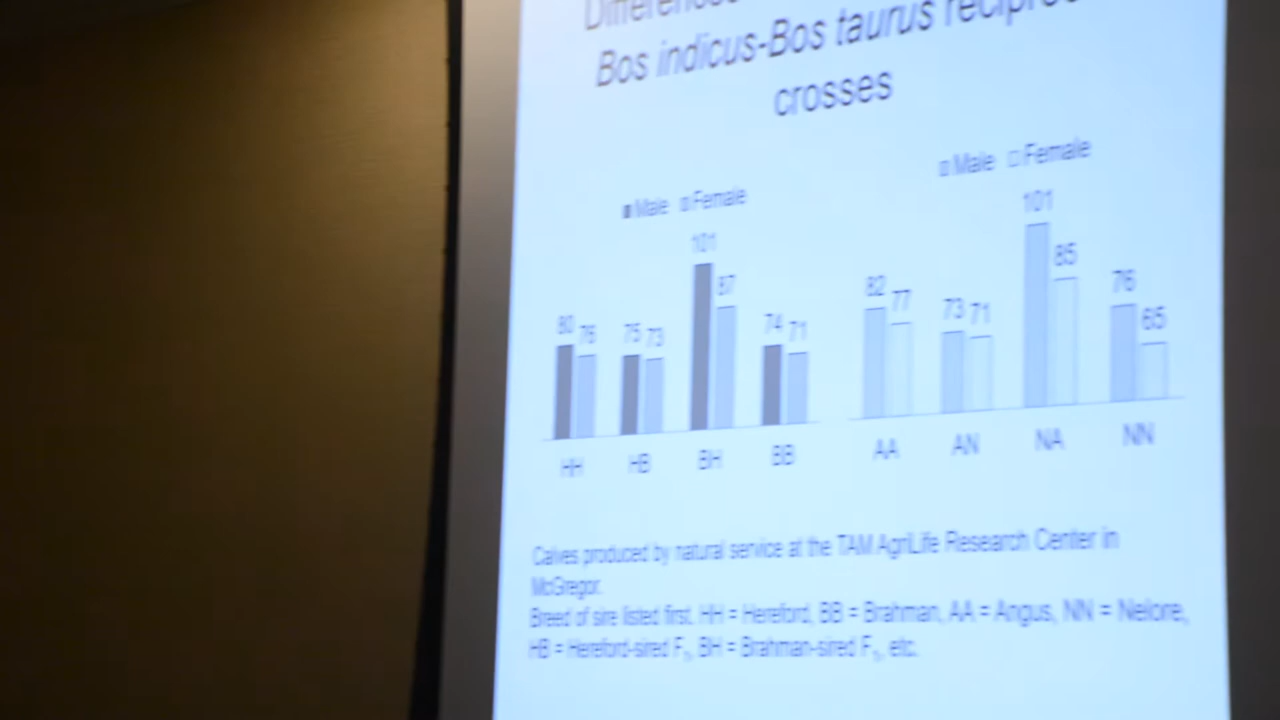 Bos indicus-Bos taurus
crosses
Male Female
Male Female
80 76 75 73 101 87 74 71
82 77 73 71 101 85 76 65
HH HB BH BB
AA AN NA NN
Calves produced by natural service at the TAM AgriLife Research Center in
McGregor.
Breed of sire listed first. HH = Hereford, BB = Brahman, AA = Angus, NN = Nelore,
HB = Hereford-sired F₁, BH = Brahman-sired F₁, etc.